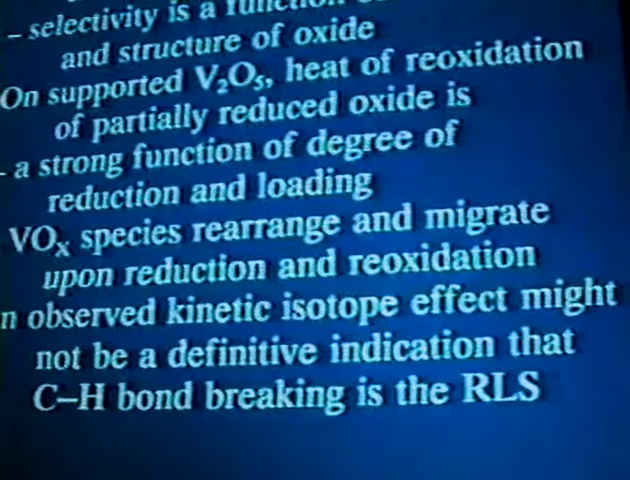 – selectivity is a function
and structure of oxide
On supported V₂O₅, heat of reoxidation
of partially reduced oxide is
- a strong function of degree of
reduction and loading
VOₓ species rearrange and migrate
upon reduction and reoxidation
n observed kinetic isotope effect might
not be a definitive indication that
C–H bond breaking is the RLS